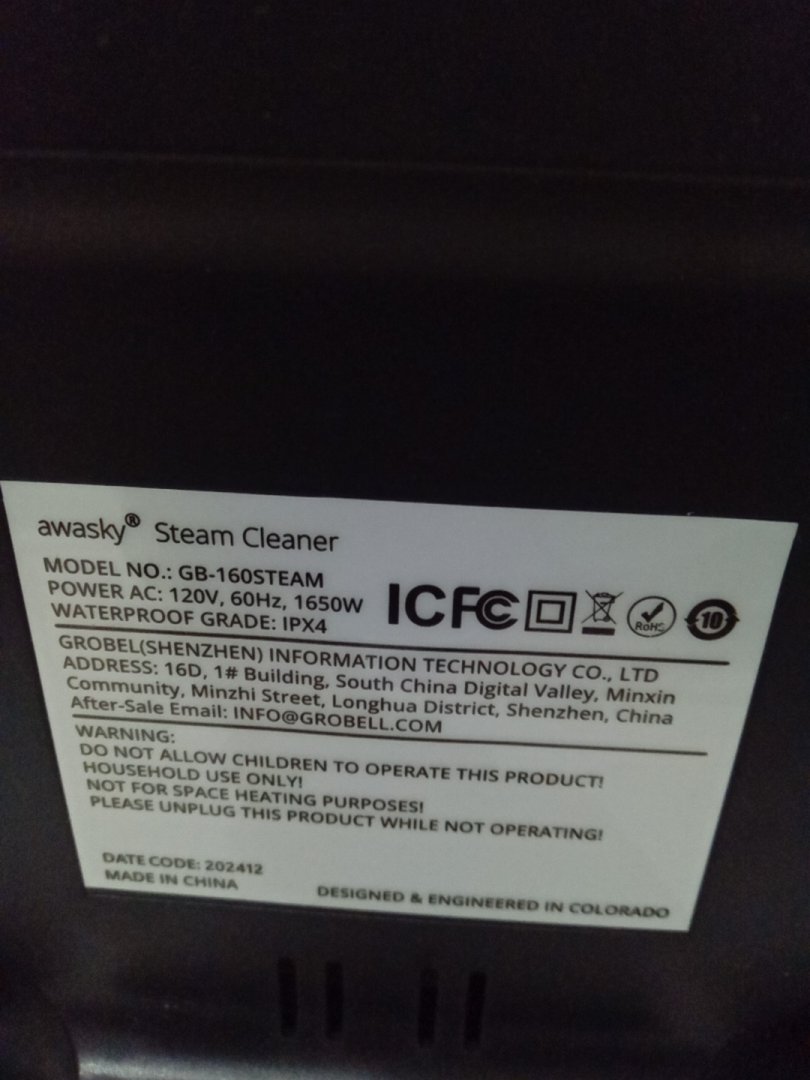 awasky® Steam Cleaner
MODEL NO.: GB-160STEAM
POWER AC: 120V, 60Hz, 1650W
WATERPROOF GRADE: IPX4
IC FC RoHS 10
GROBEL(SHENZHEN) INFORMATION TECHNOLOGY CO., LTD
ADDRESS: 16D, 1# Building, South China Digital Valley, Minxin
Community, Minzhi Street, Longhua District, Shenzhen, China
After-Sale Email: INFO@GROBELL.COM
WARNING:
DO NOT ALLOW CHILDREN TO OPERATE THIS PRODUCT!
HOUSEHOLD USE ONLY!
NOT FOR SPACE HEATING PURPOSES!
PLEASE UNPLUG THIS PRODUCT WHILE NOT OPERATING!
DATE CODE: 202412
MADE IN CHINA
DESIGNED & ENGINEERED IN COLORADO